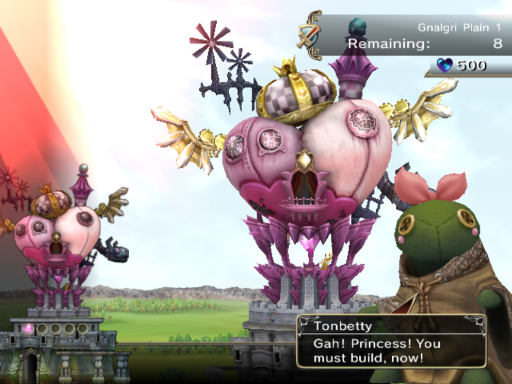 Gnalgri Plain 1
Remaining: 8
500
Tonbetty
Gah! Princess! You
must build, now!